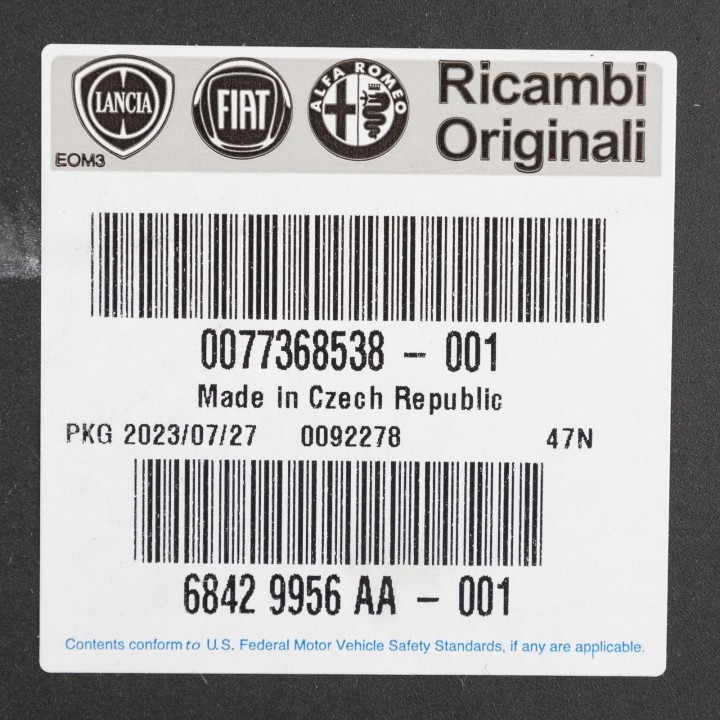 LANCIA
FIAT
ALFA ROMEO
Ricambi
Originali
EOM3
0077368538 - 001
Made in Czech Republic
PKG 2023/07/27 0092278 47N
6842 9956 AA - 001
Contents conform to U.S. Federal Motor Vehicle Safety Standards, if any are applicable.